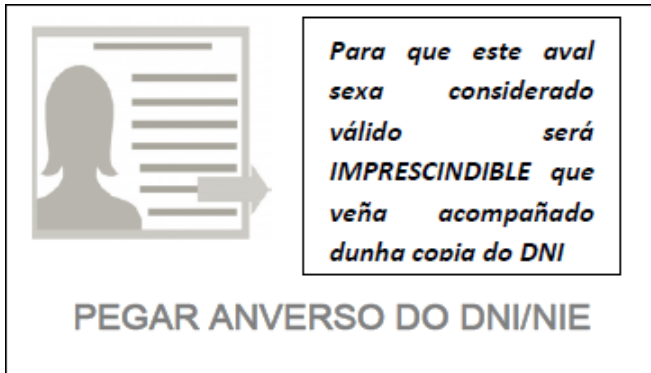 Para que este aval
sexa considerado
válido será
IMPRESCINDIBLE que
veña acompañado
dunha copia do DNI
PEGAR ANVERSO DO DNI/NIE